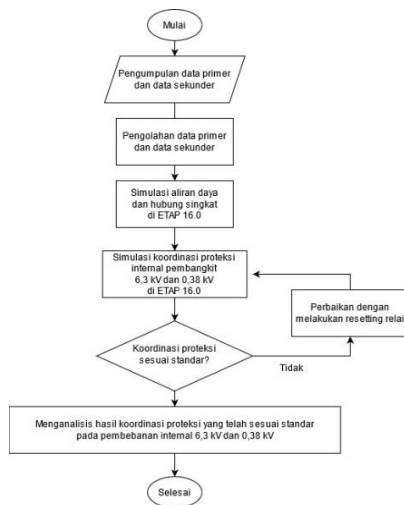 Mulai
Pengumpulan data primer
dan data sekunder
Pengolahan data primer
dan data sekunder
Simulasi aliran daya
dan hubung singkat
di ETAP 16.0
Simulasi koordinasi proteksi
internal pembangkit
6,3 kV dan 0,38 kV
di ETAP 16.0
Perbaikan dengan
melakukan resetting relai
Koordinasi proteksi
sesuai standar?
Tidak
Menganalisis hasil koordinasi proteksi yang telah sesuai standar
pada pembebanan internal 6,3 kV dan 0,38 kV
Selesai